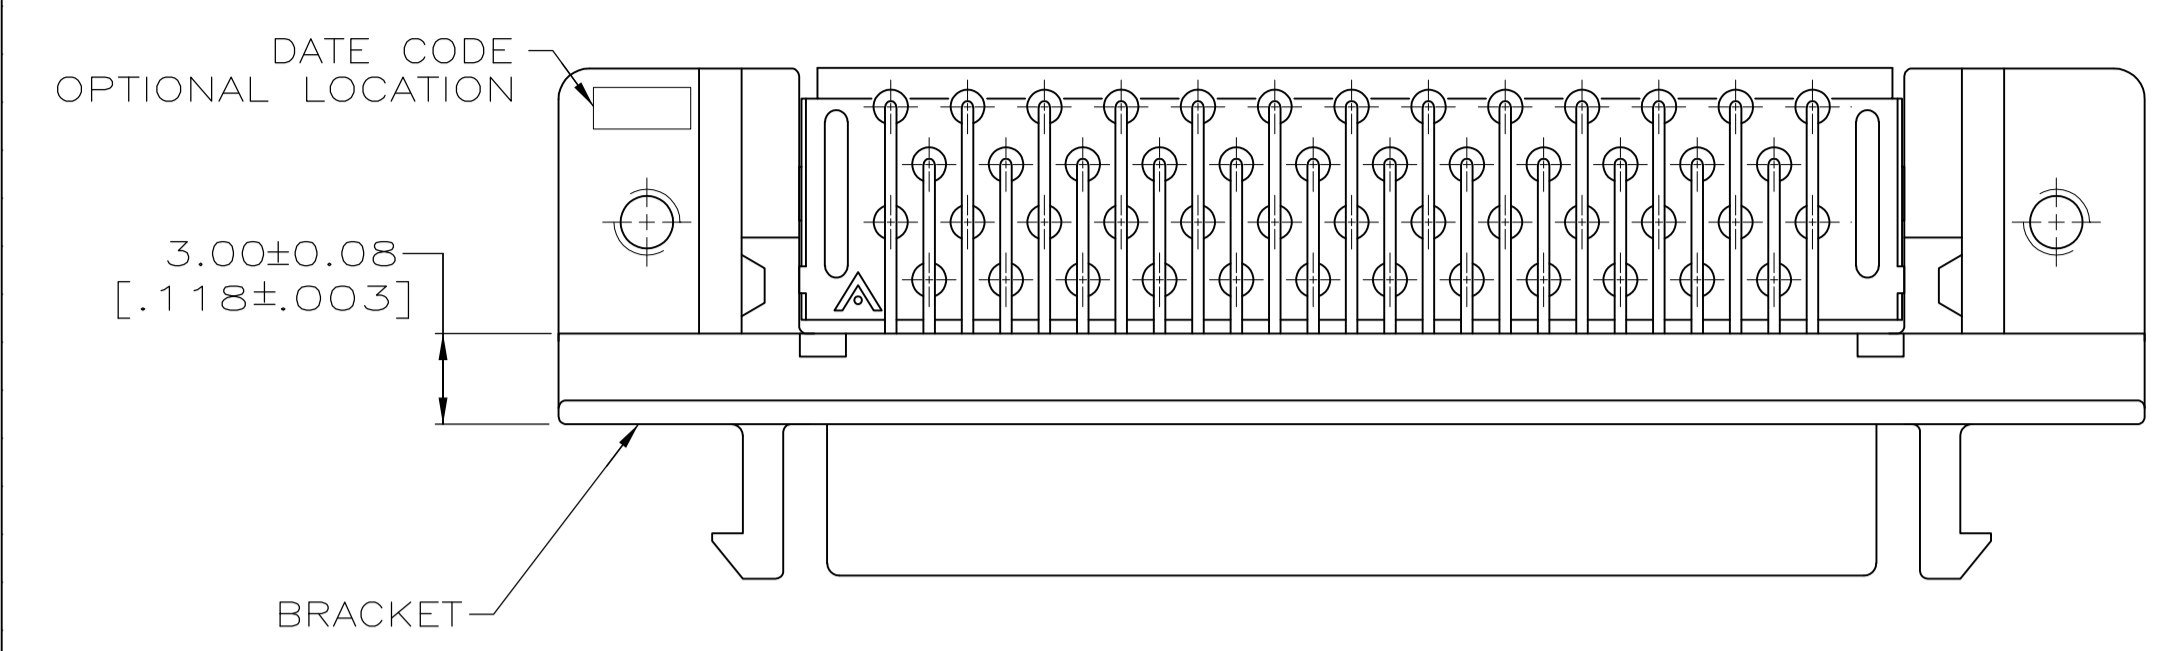 DATE CODE
OPTIONAL LOCATION
3.00±0.08
[.118±.003]
BRACKET